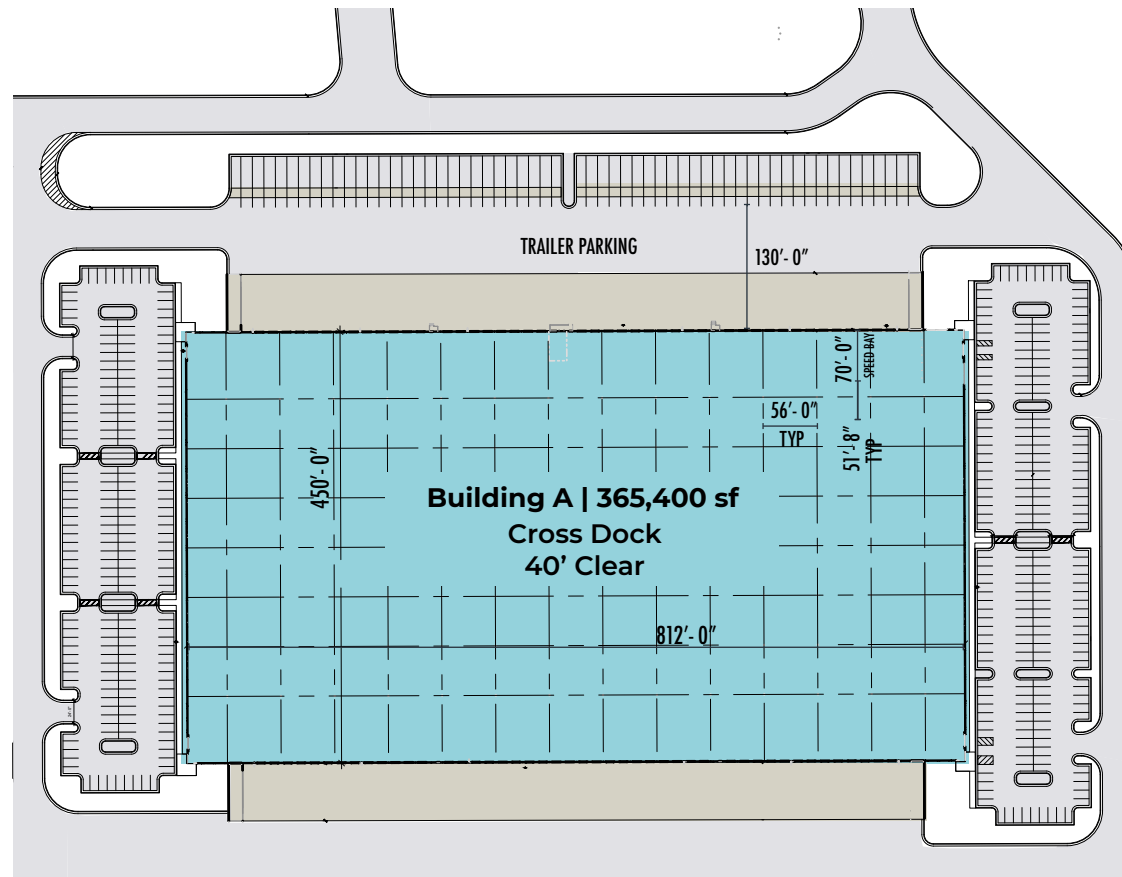 TRAILER PARKING
130'- 0"
70'- 0"
SPEED BAY
56'- 0"
TYP
51'- 8"
TYP
450'- 0"
Building A | 365,400 sf
Cross Dock
40’ Clear
812'- 0"